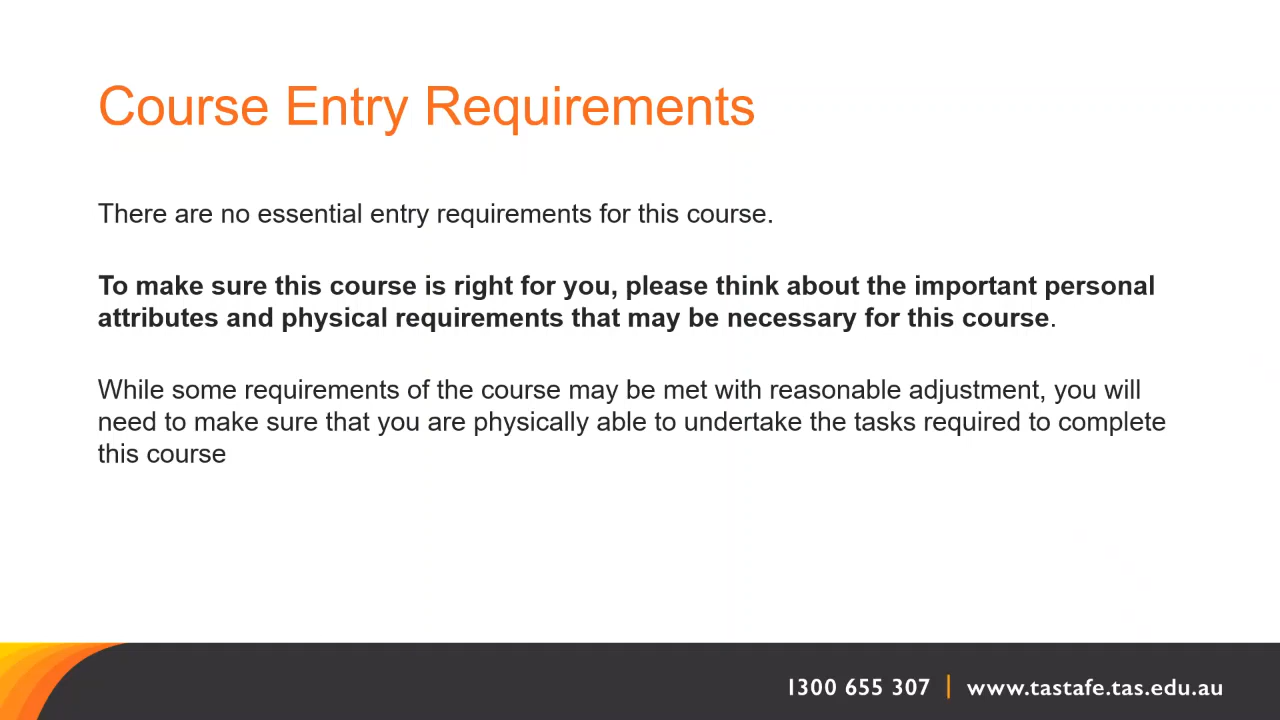 Course Entry Requirements
There are no essential entry requirements for this course.
To make sure this course is right for you, please think about the important personal
attributes and physical requirements that may be necessary for this course.
While some requirements of the course may be met with reasonable adjustment, you will
need to make sure that you are physically able to undertake the tasks required to complete
this course
1300 655 307 | www.tastafe.tas.edu.au